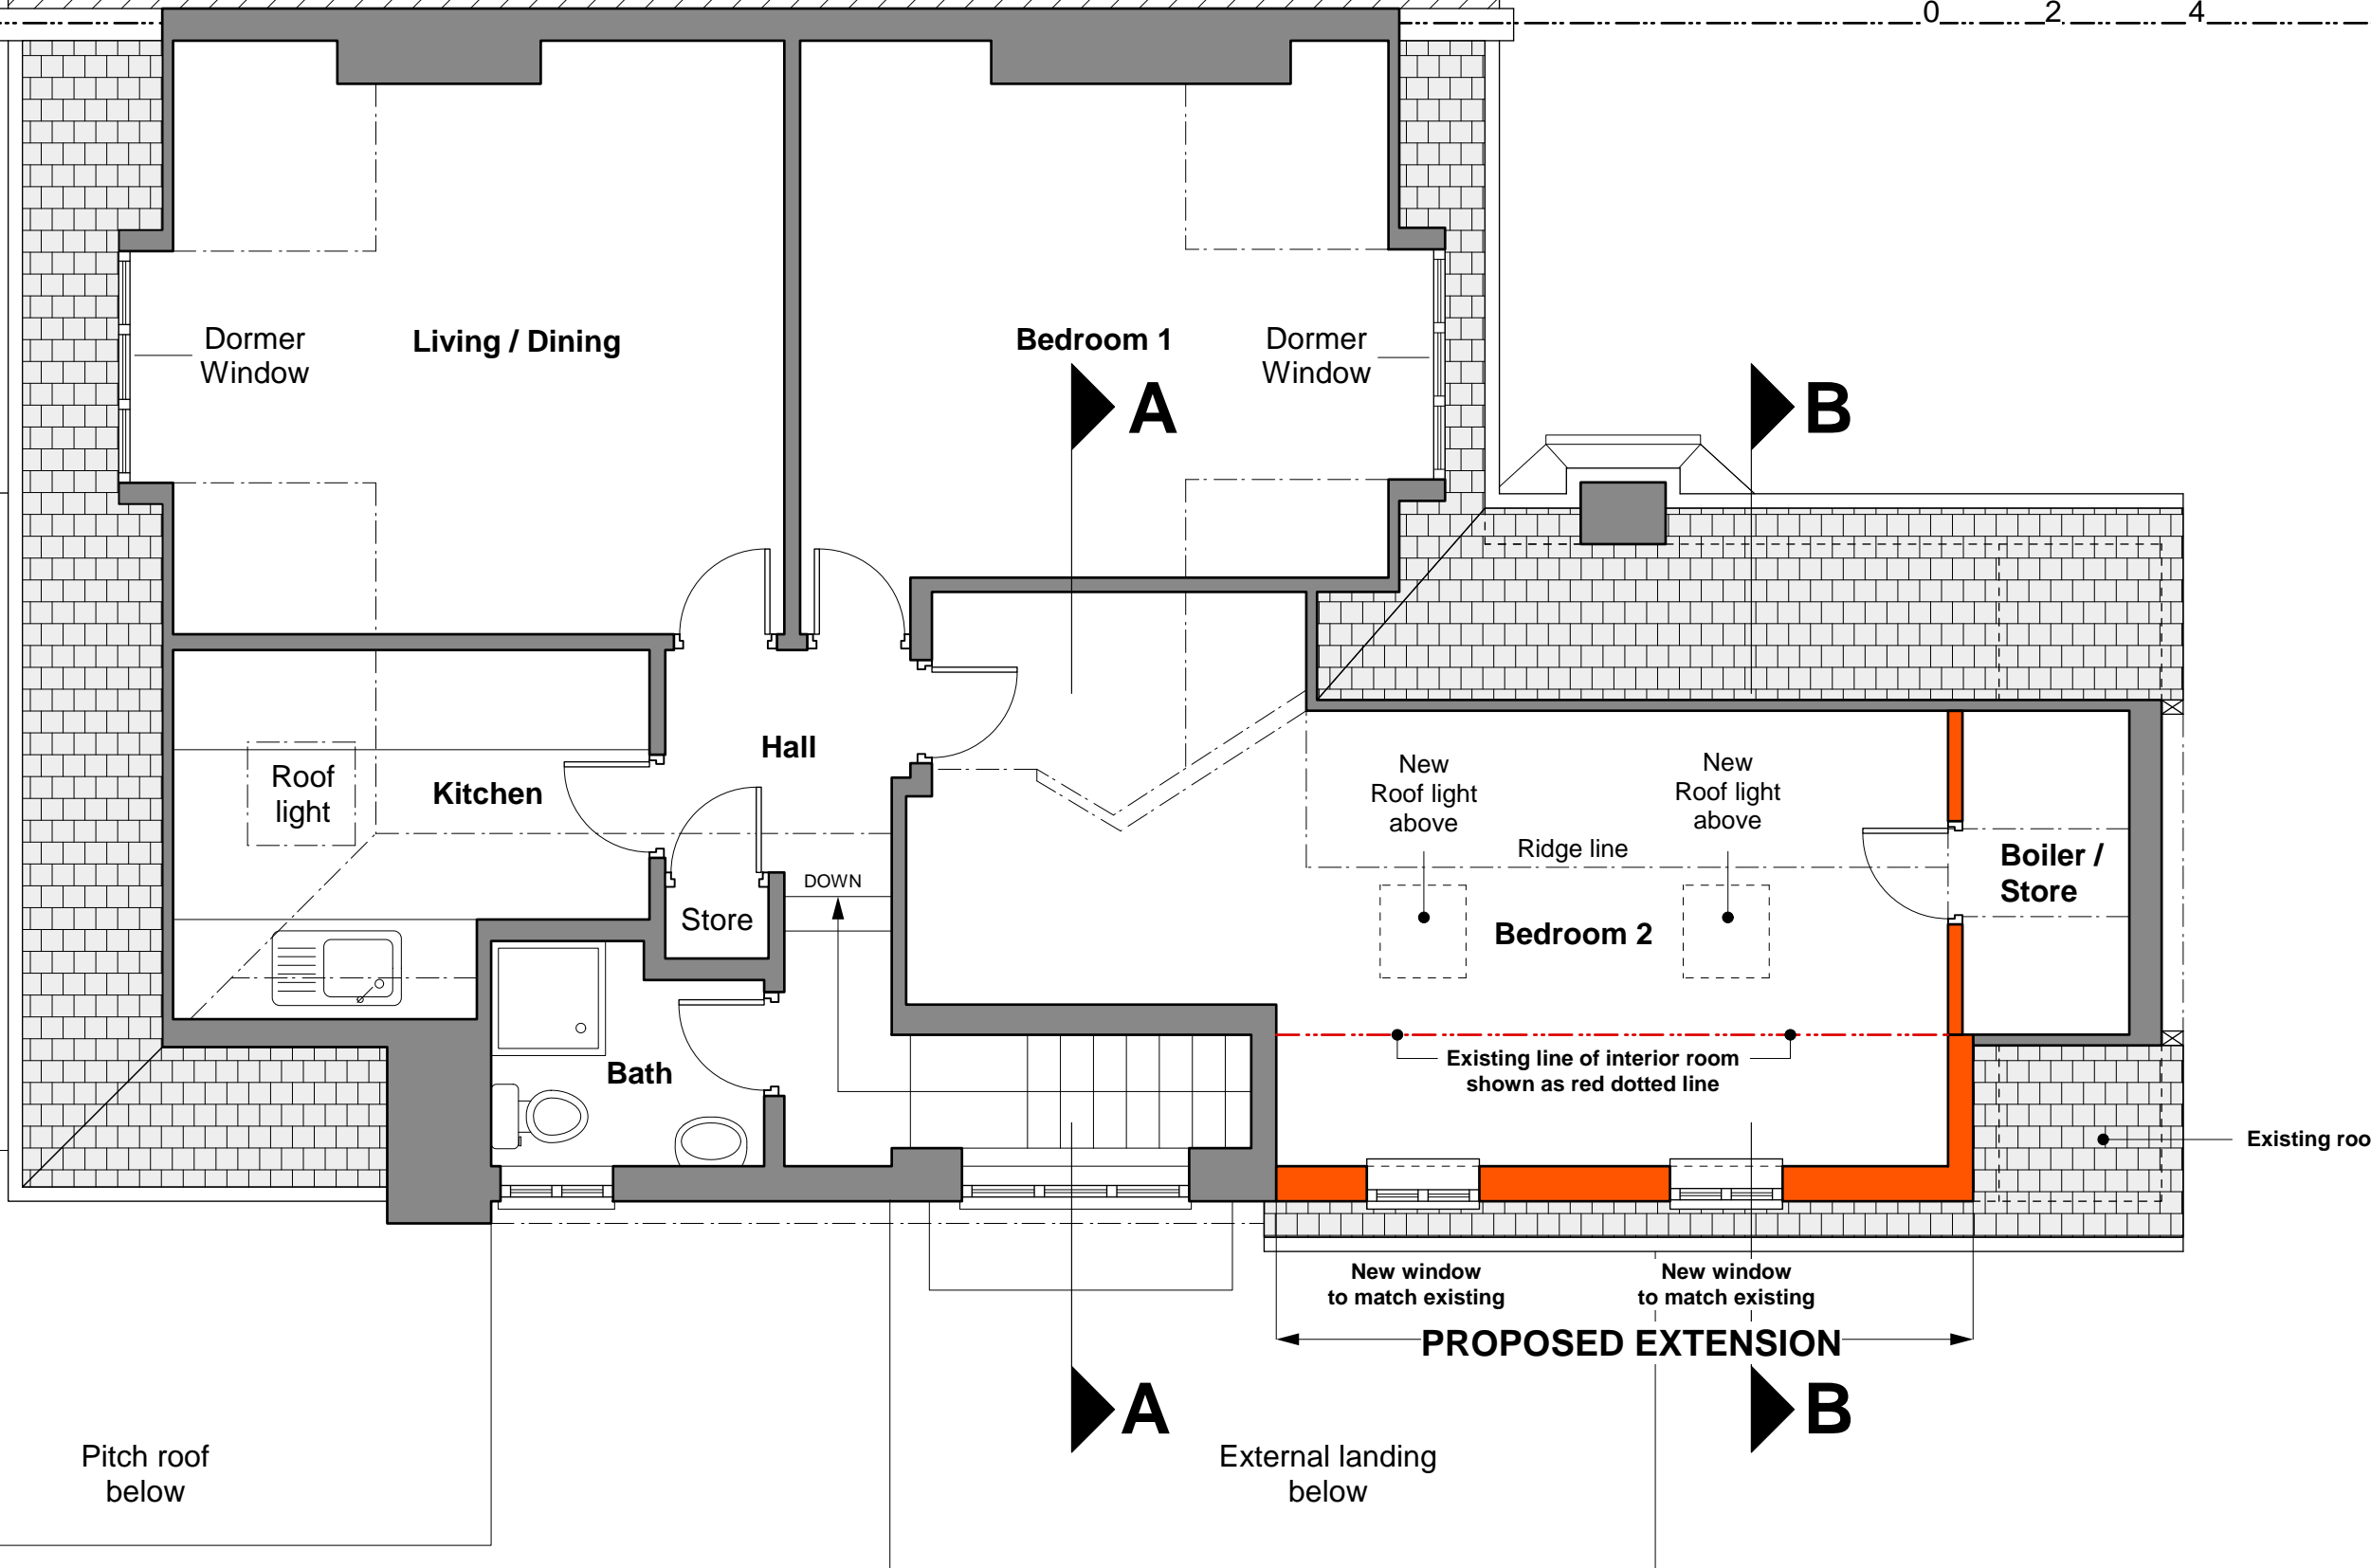 0 2 4
Dormer
Window
Living / Dining
Bedroom 1
Dormer
Window
A
B
Roof
light
Kitchen
Hall
New
Roof light
above
New
Roof light
above
Ridge line
Boiler /
Store
DOWN
Store
Bedroom 2
Bath
Existing line of interior room
shown as red dotted line
Existing roo
New window
to match existing
New window
to match existing
PROPOSED EXTENSION
A
B
Pitch roof
below
External landing
below